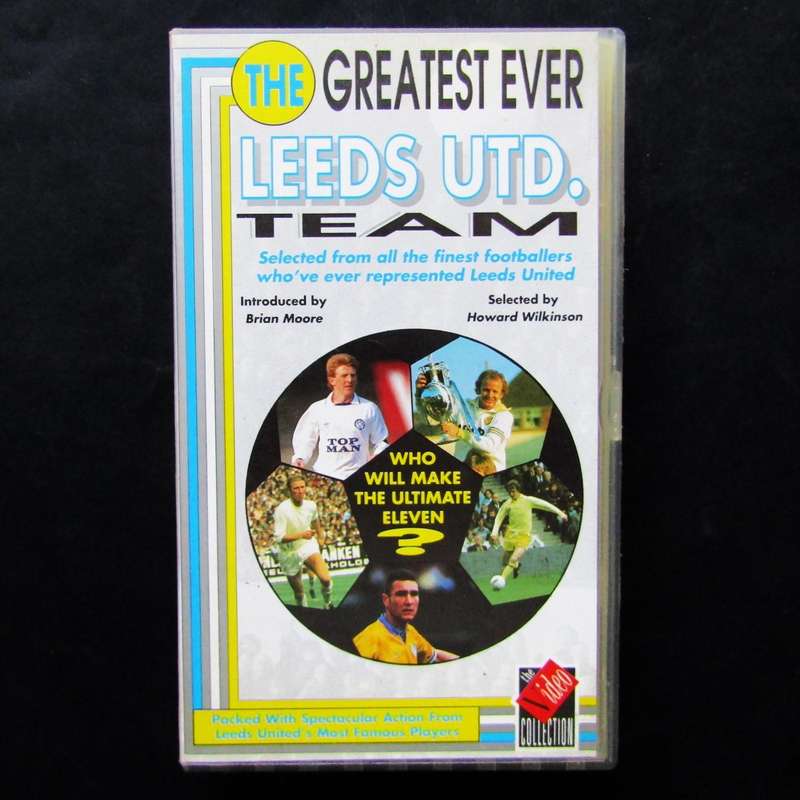 THE GREATEST EVER
LEEDS UTD.
TEAM
Selected from all the finest footballers
who've ever represented Leeds United
Introduced by
Brian Moore
Selected by
Howard Wilkinson
TOP
MAN
WHO
WILL MAKE
THE ULTIMATE
ELEVEN
?
Packed With Spectacular Action From
Leeds United's Most Famous Players
the
Video
COLLECTION